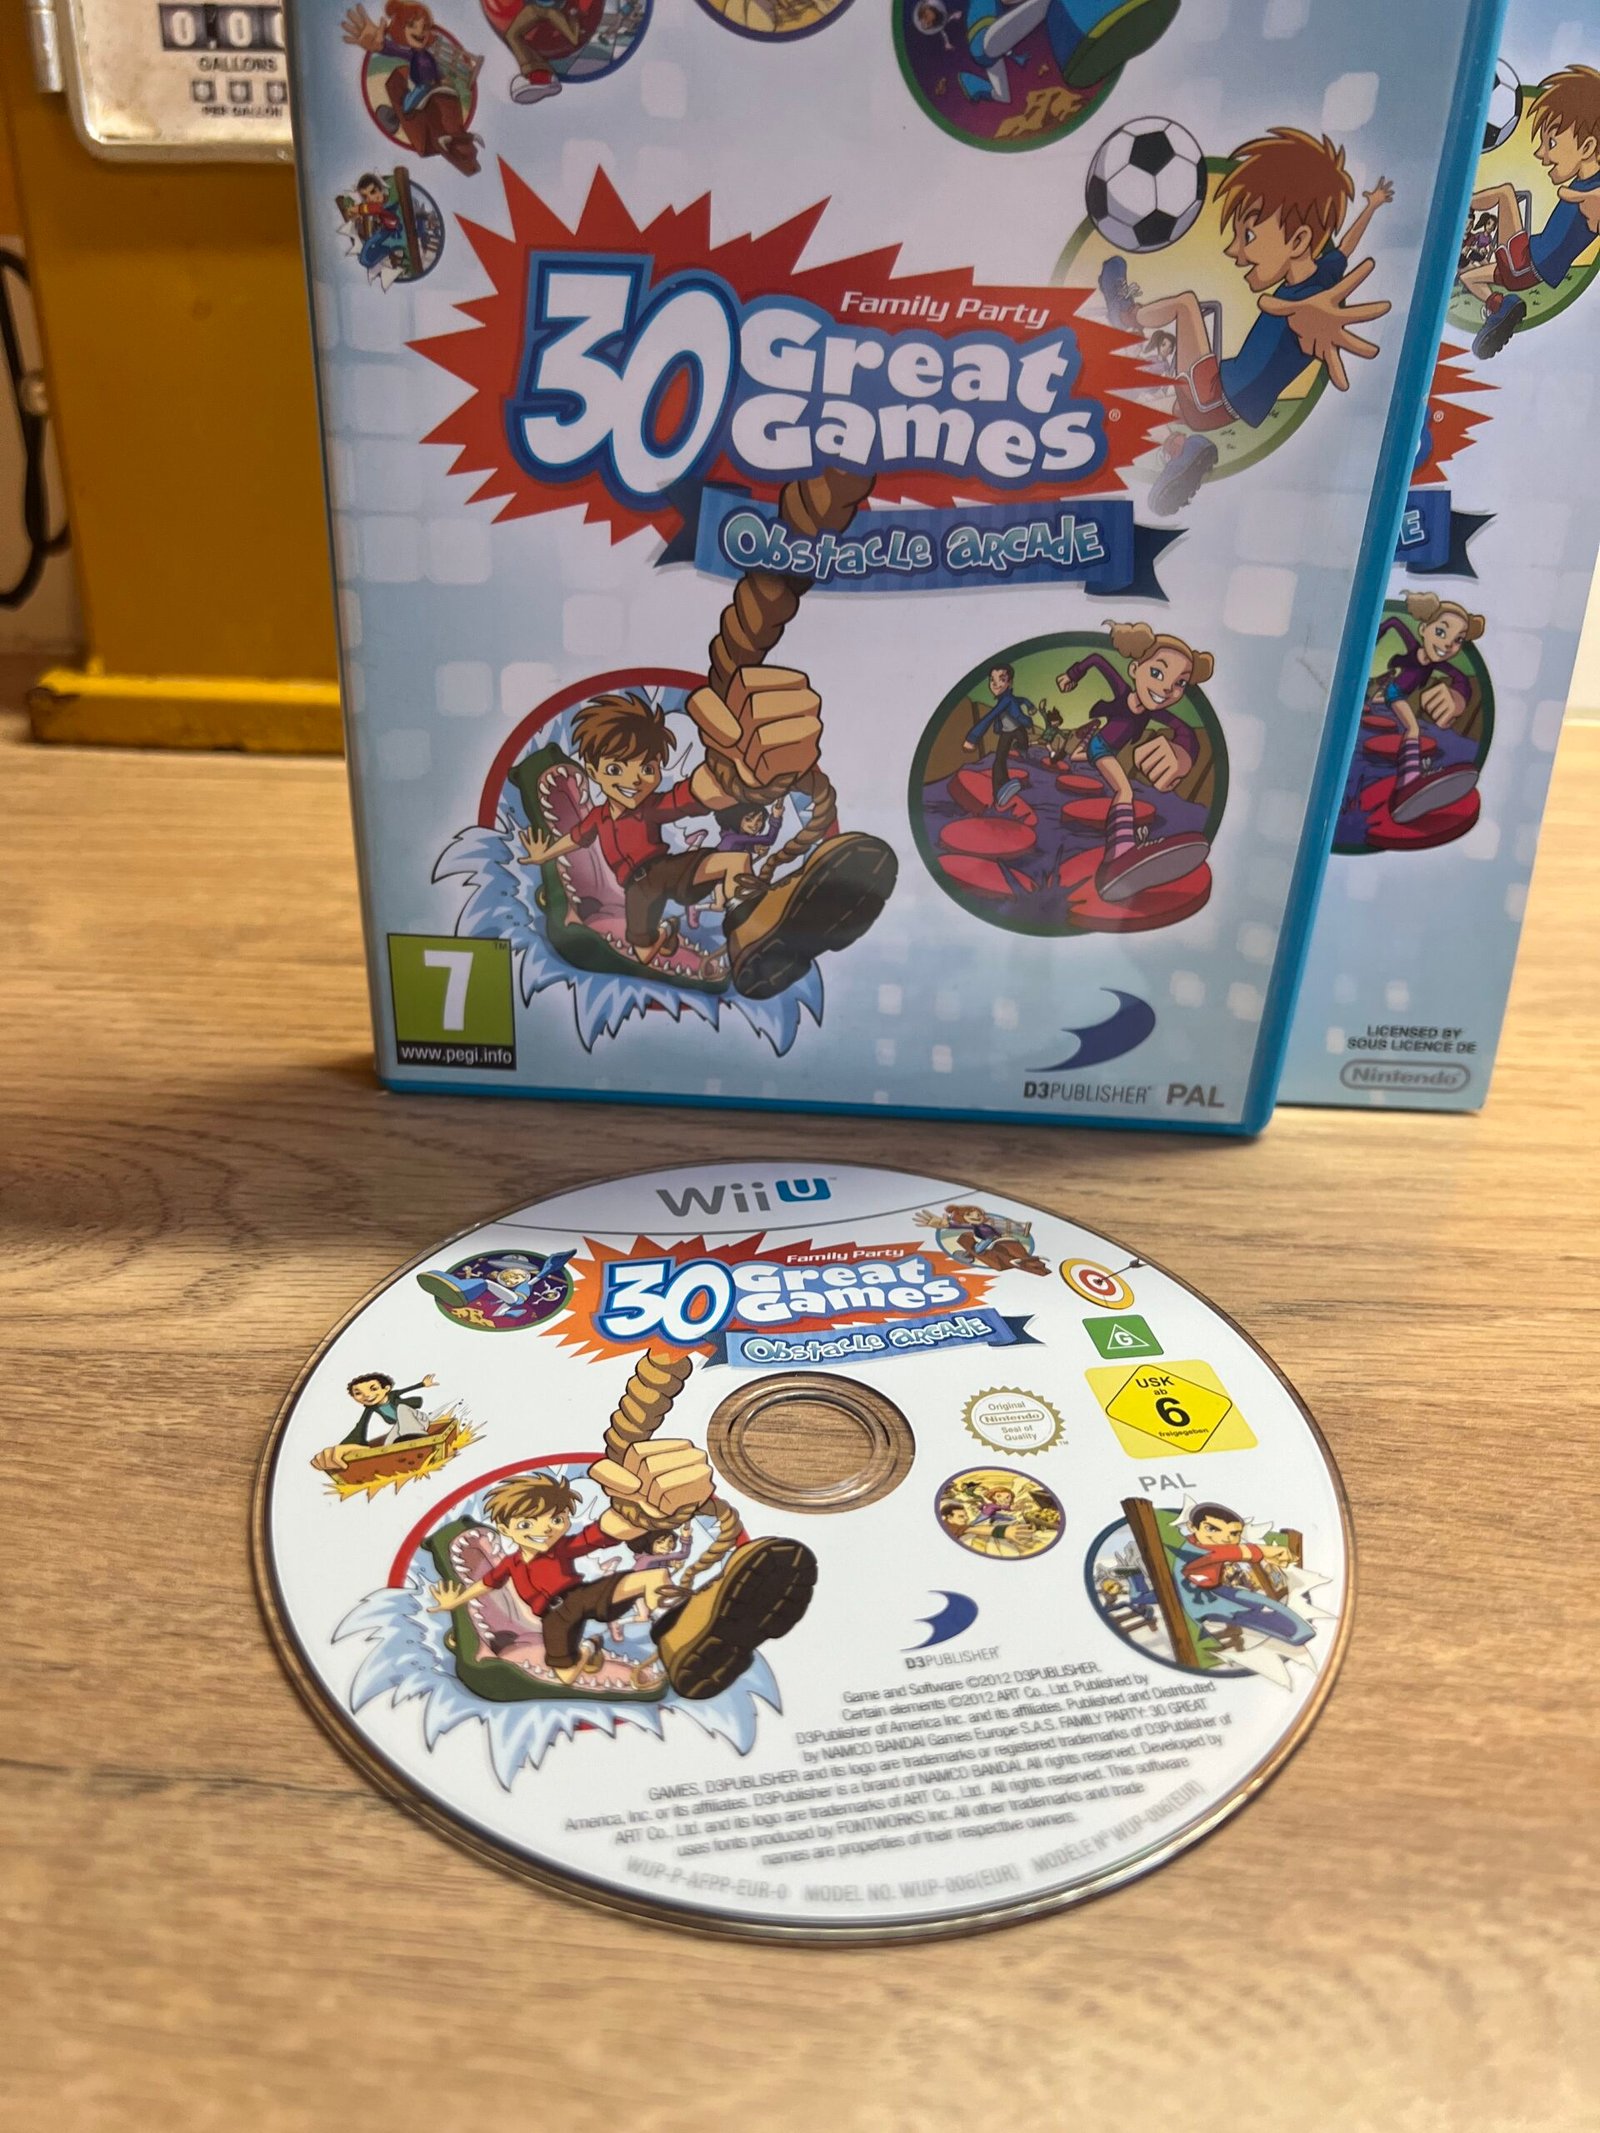 GALLONS
PER GALLON
Family Party
30 Great
Games®
Obstacle Arcade
7
www.pegi.info
D3PUBLISHER® PAL
E
LICENSED BY
SOUS LICENCE DE
Nintendo
Wii U™
Family Party
30 Great
Games®
Obstacle Arcade
G
USK
ab
6
freigegeben
Original
Nintendo
Seal of
Quality
TM
PAL
D3PUBLISHER®
Game and Software ©2012 D3PUBLISHER.
Certain elements ©2012 ART Co., Ltd. Published by
D3Publisher of America Inc. and its affiliates. Published and Distributed
by NAMCO BANDAI Games Europe S.A.S. FAMILY PARTY: 30 GREAT
GAMES, D3PUBLISHER and its logo are trademarks or registered trademarks of D3Publisher of
America, Inc. or its affiliates. D3Publisher is a brand of NAMCO BANDAI. All rights reserved. Developed by
ART Co., Ltd. and its logo are trademarks of ART Co., Ltd. All rights reserved. This software
uses fonts produced by FONTWORKS Inc. All other trademarks and trade
names are properties of their respective owners.
WUP-P-AFPP-EUR-0 MODEL NO. WUP-006(EUR) MODÈLE Nº WUP-006(EUR)